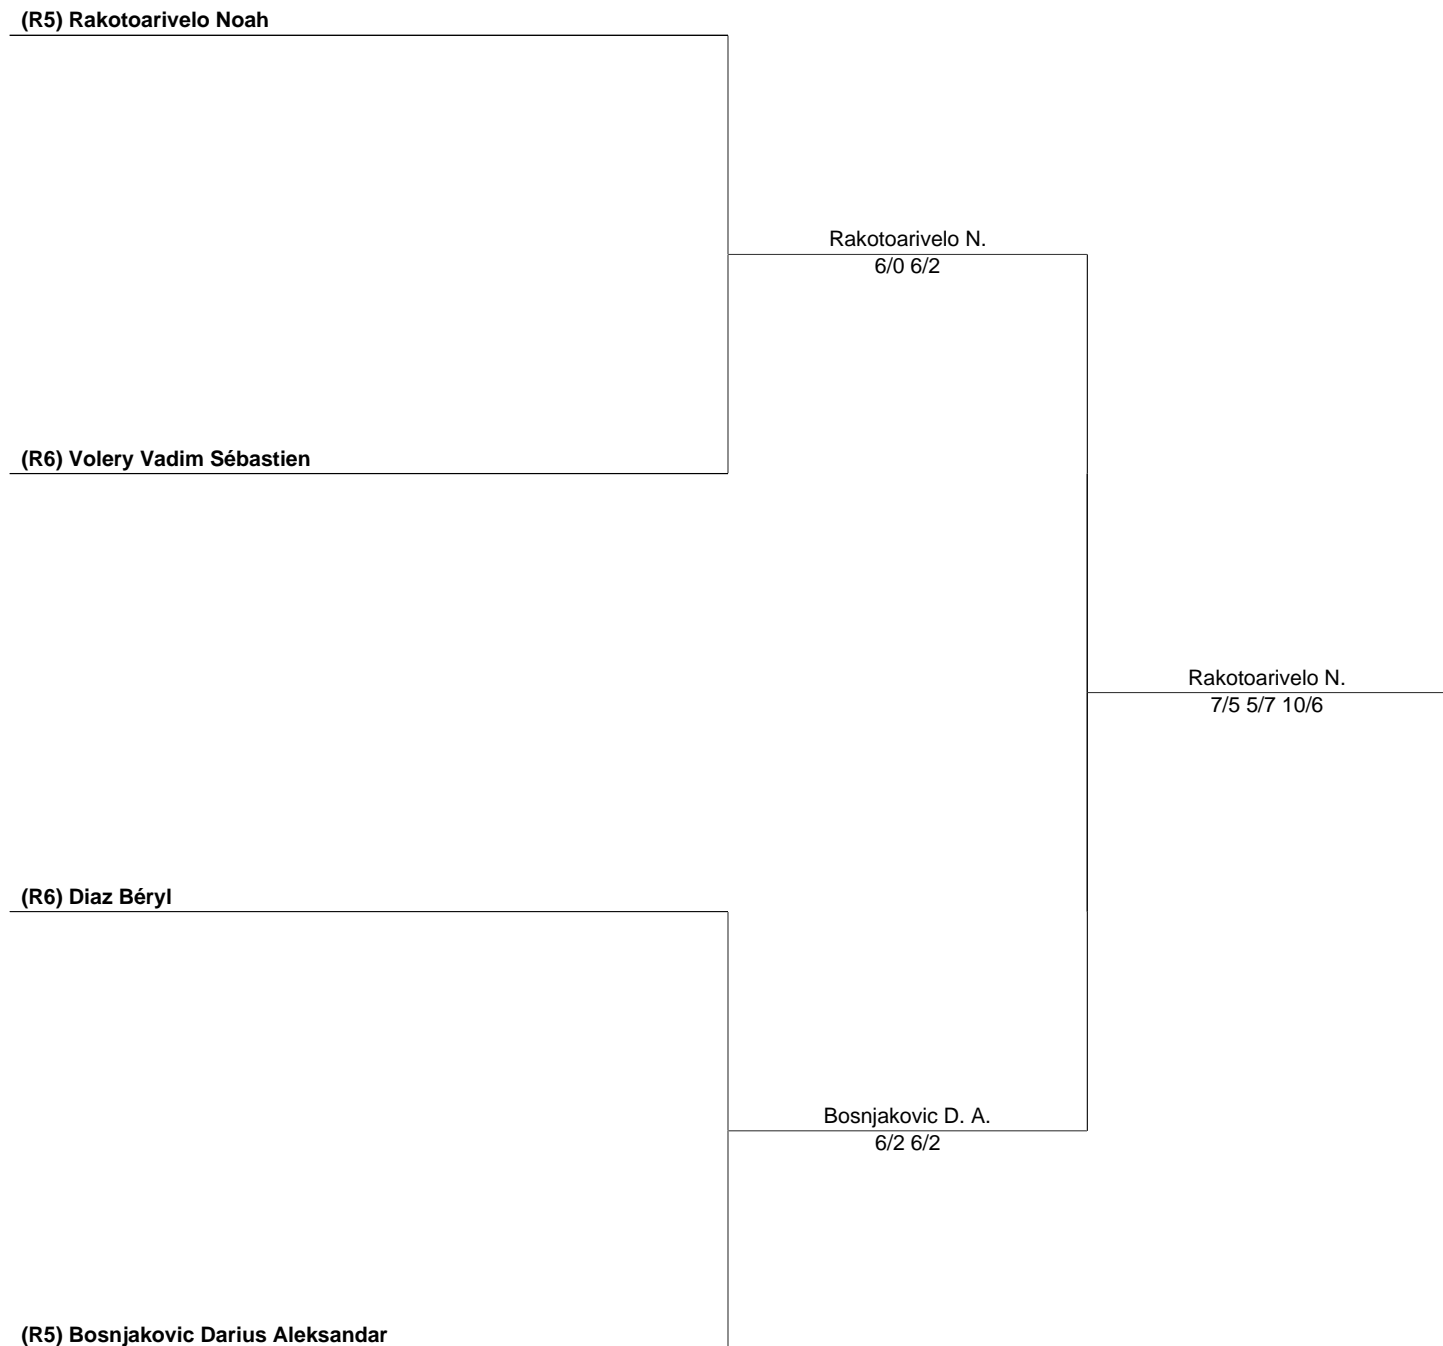 (R5) Rakotoarivelo Noah
Rakotoarivelo N.
6/0 6/2
(R6) Volery Vadim Sébastien
Rakotoarivelo N.
7/5 5/7 10/6
(R6) Diaz Béryl
Bosnjakovic D. A.
6/2 6/2
(R5) Bosnjakovic Darius Aleksandar